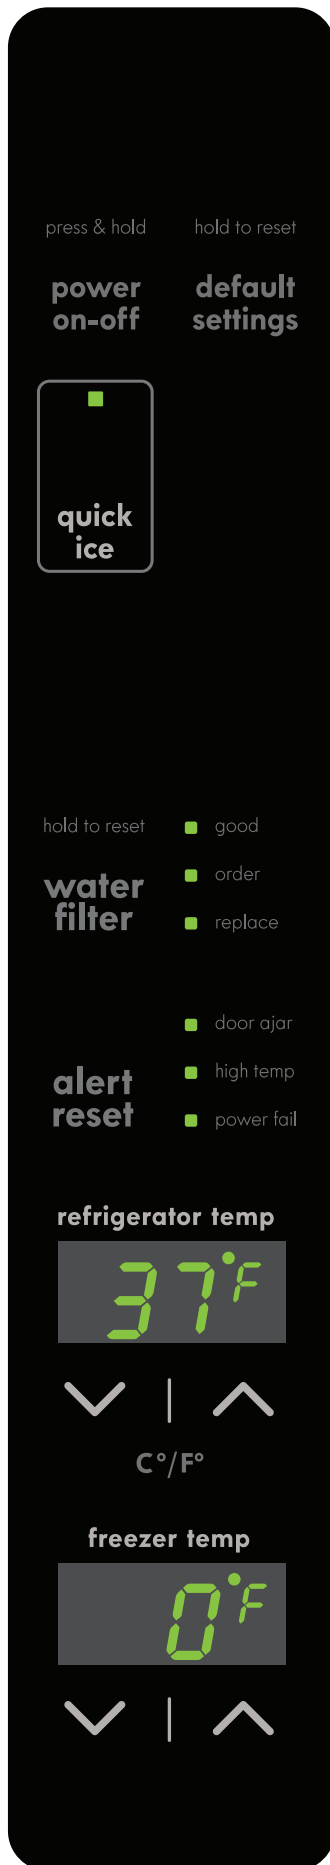 press & hold
hold to reset
power
on-off
default
settings
quick
ice
hold to reset
water
filter
good
order
replace
alert
reset
door ajar
high temp
power fail
refrigerator temp
37°F
C°/F°
freezer temp
0°F